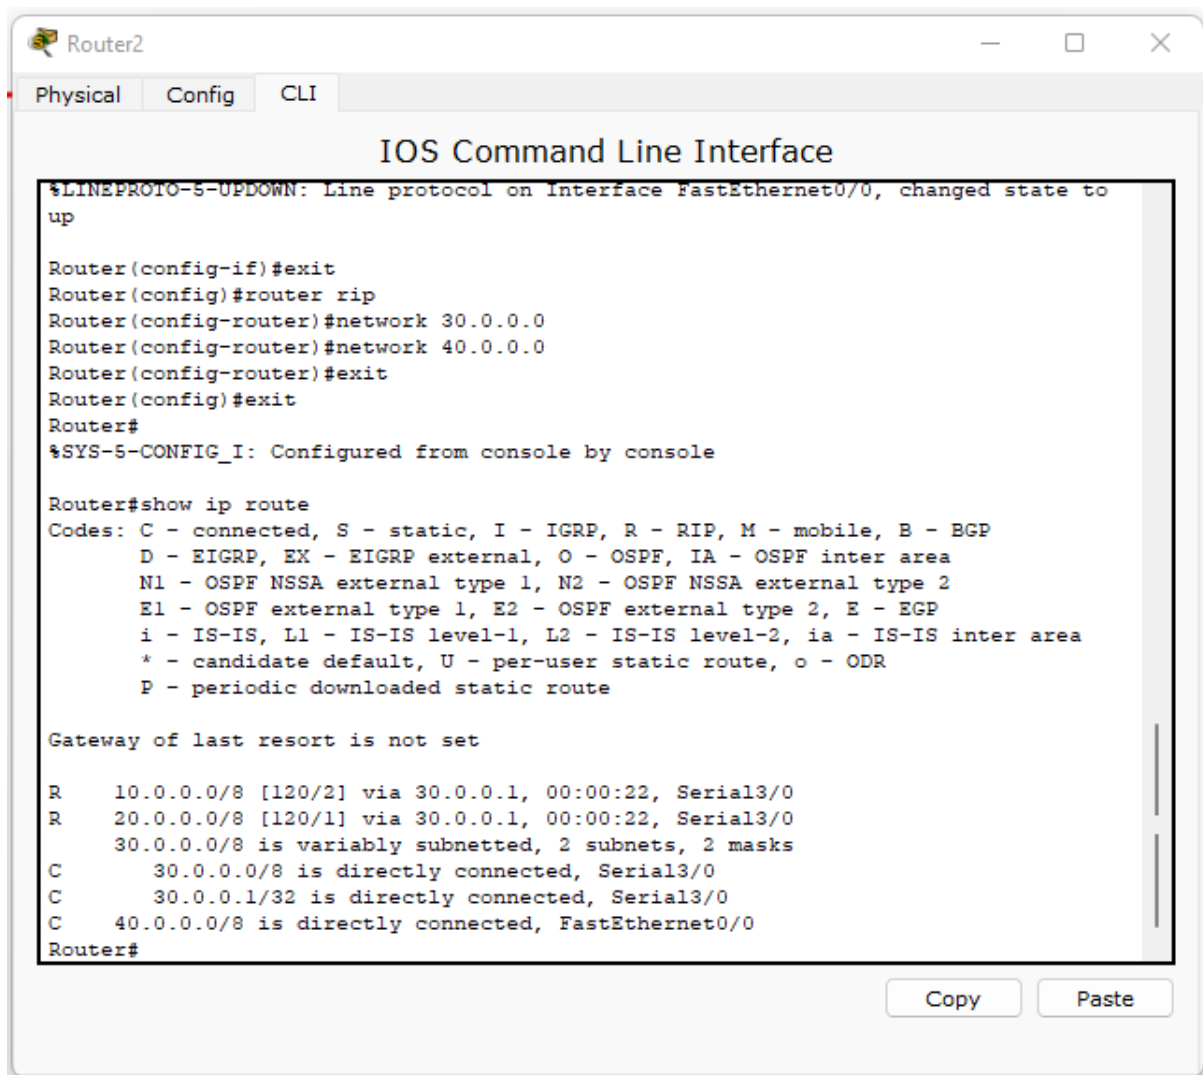 Router2
Physical Config CLI
IOS Command Line Interface
%LINEPROTO-5-UPDOWN: Line protocol on Interface FastEthernet0/0, changed state to
up
Router(config-if)#exit
Router(config)#router rip
Router(config-router)#network 30.0.0.0
Router(config-router)#network 40.0.0.0
Router(config-router)#exit
Router(config)#exit
Router#
%SYS-5-CONFIG_I: Configured from console by console
Router#show ip route
Codes: C - connected, S - static, I - IGRP, R - RIP, M - mobile, B - BGP
       D - EIGRP, EX - EIGRP external, O - OSPF, IA - OSPF inter area
       N1 - OSPF NSSA external type 1, N2 - OSPF NSSA external type 2
       E1 - OSPF external type 1, E2 - OSPF external type 2, E - EGP
       i - IS-IS, L1 - IS-IS level-1, L2 - IS-IS level-2, ia - IS-IS inter area
       * - candidate default, U - per-user static route, o - ODR
       P - periodic downloaded static route
Gateway of last resort is not set
R    10.0.0.0/8 [120/2] via 30.0.0.1, 00:00:22, Serial3/0
R    20.0.0.0/8 [120/1] via 30.0.0.1, 00:00:22, Serial3/0
     30.0.0.0/8 is variably subnetted, 2 subnets, 2 masks
C       30.0.0.0/8 is directly connected, Serial3/0
C       30.0.0.1/32 is directly connected, Serial3/0
C    40.0.0.0/8 is directly connected, FastEthernet0/0
Router#
Copy Paste